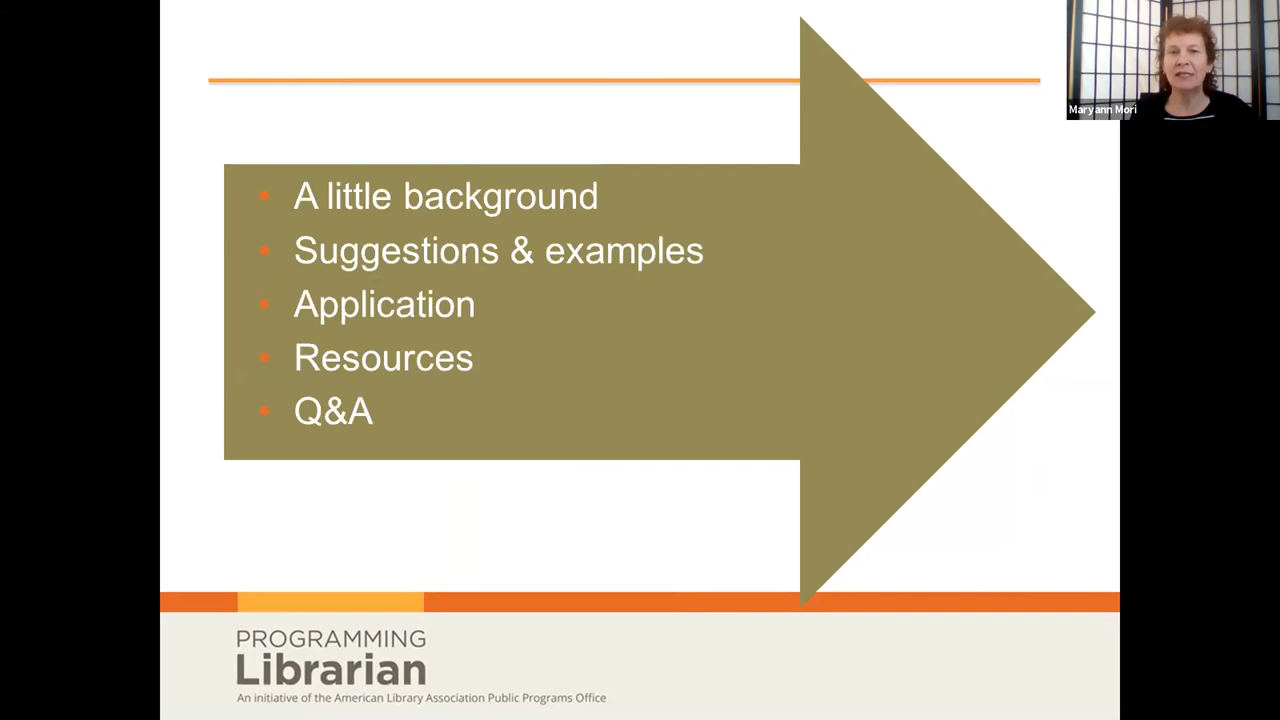 Maryann Mori
• A little background
• Suggestions & examples
• Application
• Resources
• Q&A
PROGRAMMING
Librarian
An initiative of the American Library Association Public Programs Office